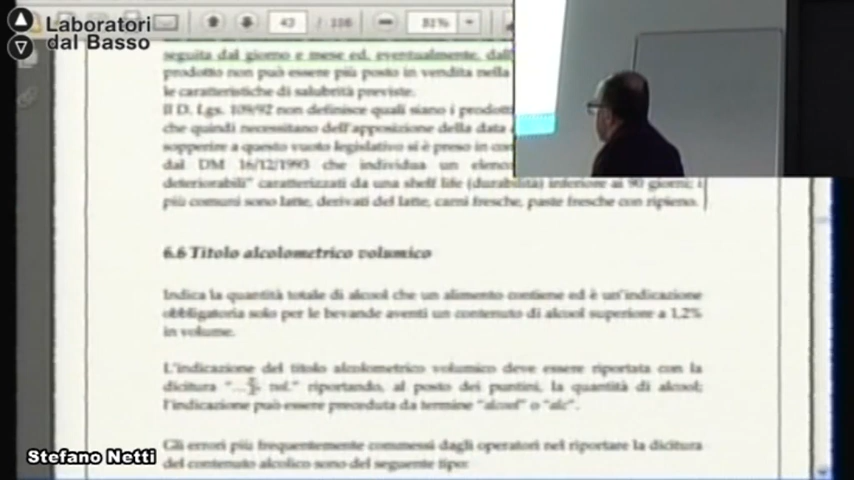 Laboratori
dal Basso
43 / 108
91%
seguita dal giorno e mese ed, eventualmente, dall'
prodotto non può essere più posto in vendita nella
le caratteristiche di salubrità previste.
Il D. Lgs. 109/92 non definisce quali siano i prodotti
che quindi necessitano dell'apposizione della data
sopperire a questo vuoto legislativo si è preso in
dal DM 16/12/1993 che individua un elenco
deteriorabili" caratterizzati da una shelf life (durabilità) inferiore ai 90 giorni; i
più comuni sono latte, derivati del latte, carni fresche, paste fresche con ripieno.
6.6 Titolo alcolometrico volumico
Indica la quantità totale di alcool che un alimento contiene ed è un'indicazione
obbligatoria solo per le bevande aventi un contenuto di alcool superiore a 1,2%
in volume.
L'indicazione del titolo alcolometrico volumico deve essere riportata con la
dicitura "...% vol." riportando, al posto dei puntini, la quantità di alcool;
l'indicazione può essere preceduta da termine "alcool" o "alc".
Gli errori più frequentemente commessi dagli operatori nel riportare la dicitura
del contenuto alcolico sono del seguente tipo:
Stefano Netti